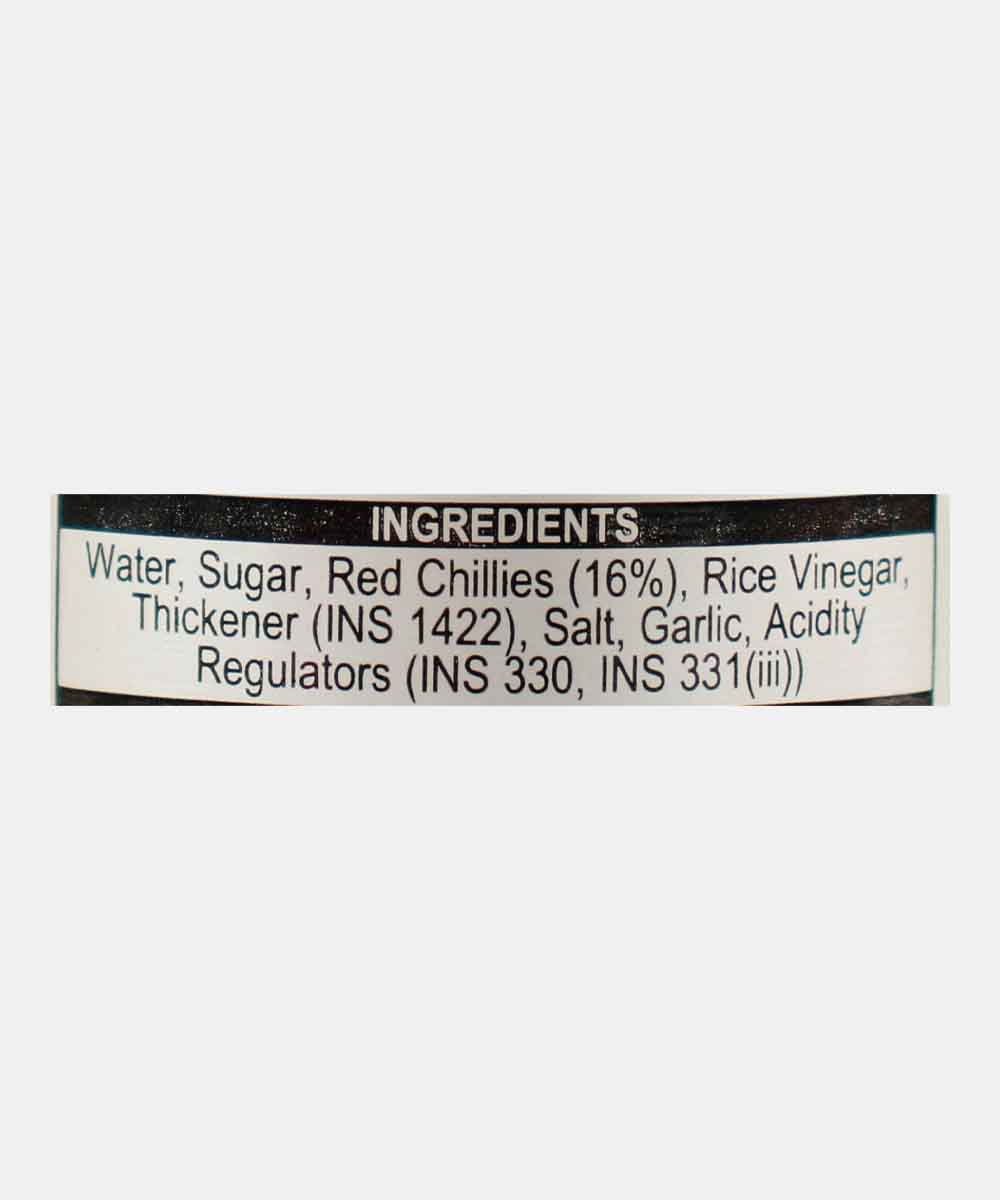 INGREDIENTS
Water, Sugar, Red Chillies (16%), Rice Vinegar,
Thickener (INS 1422), Salt, Garlic, Acidity
Regulators (INS 330, INS 331(iii))